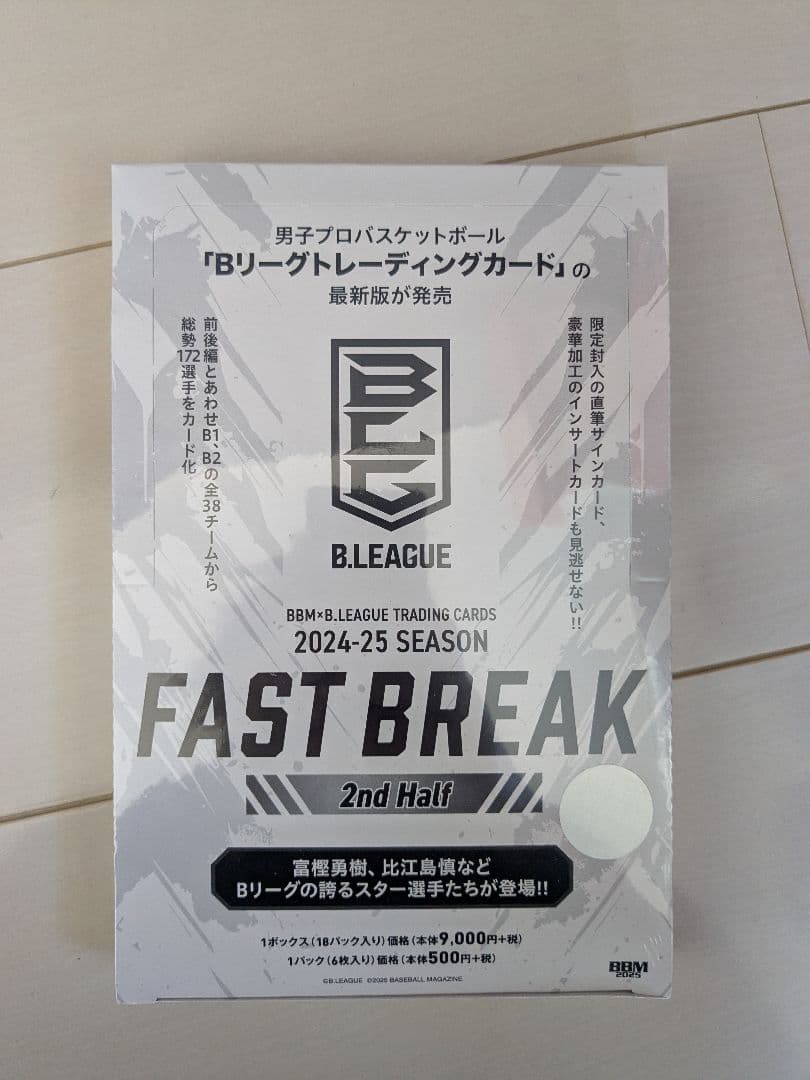 男子プロバスケットボール
「Bリーグトレーディングカード」の
最新版が発売
限定封入の直筆サインカード、
豪華加工のインサートカードも見逃せない!!
前後編とあわせB1、B2の全38チームから
総勢172選手をカード化
BLG
B.LEAGUE
BBM×B.LEAGUE TRADING CARDS
2024-25 SEASON
FAST BREAK
2nd Half
富樫勇樹、比江島慎など
Bリーグの誇るスター選手たちが登場!!
1ボックス(18パック入り)価格(本体9,000円+税)
1パック(6枚入り)価格(本体500円+税)
©B.LEAGUE ©2025 BASEBALL MAGAZINE
BBM
2025